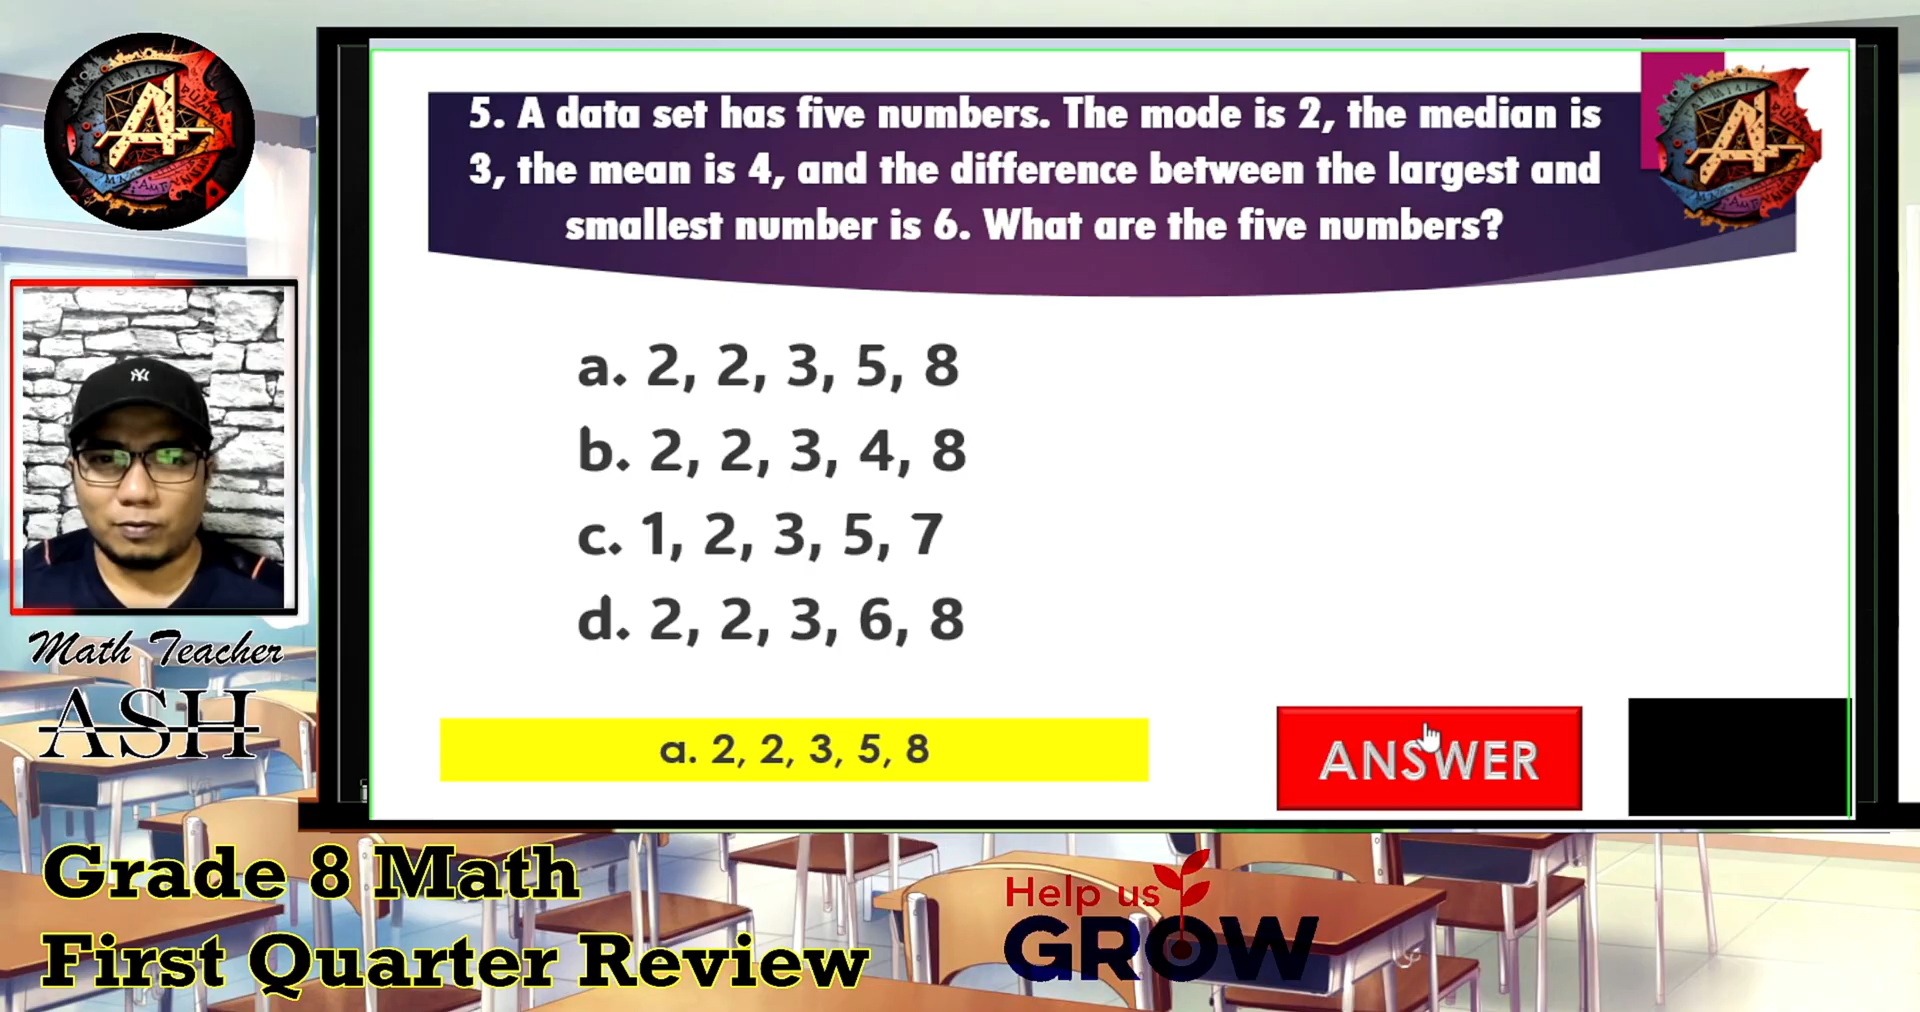 5. A data set has five numbers. The mode is 2, the median is
3, the mean is 4, and the difference between the largest and
smallest number is 6. What are the five numbers?
a. 2, 2, 3, 5, 8
b. 2, 2, 3, 4, 8
c. 1, 2, 3, 5, 7
d. 2, 2, 3, 6, 8
a. 2, 2, 3, 5, 8
ANSWER
Math Teacher
ASH
Grade 8 Math
First Quarter Review
Help us
GROW